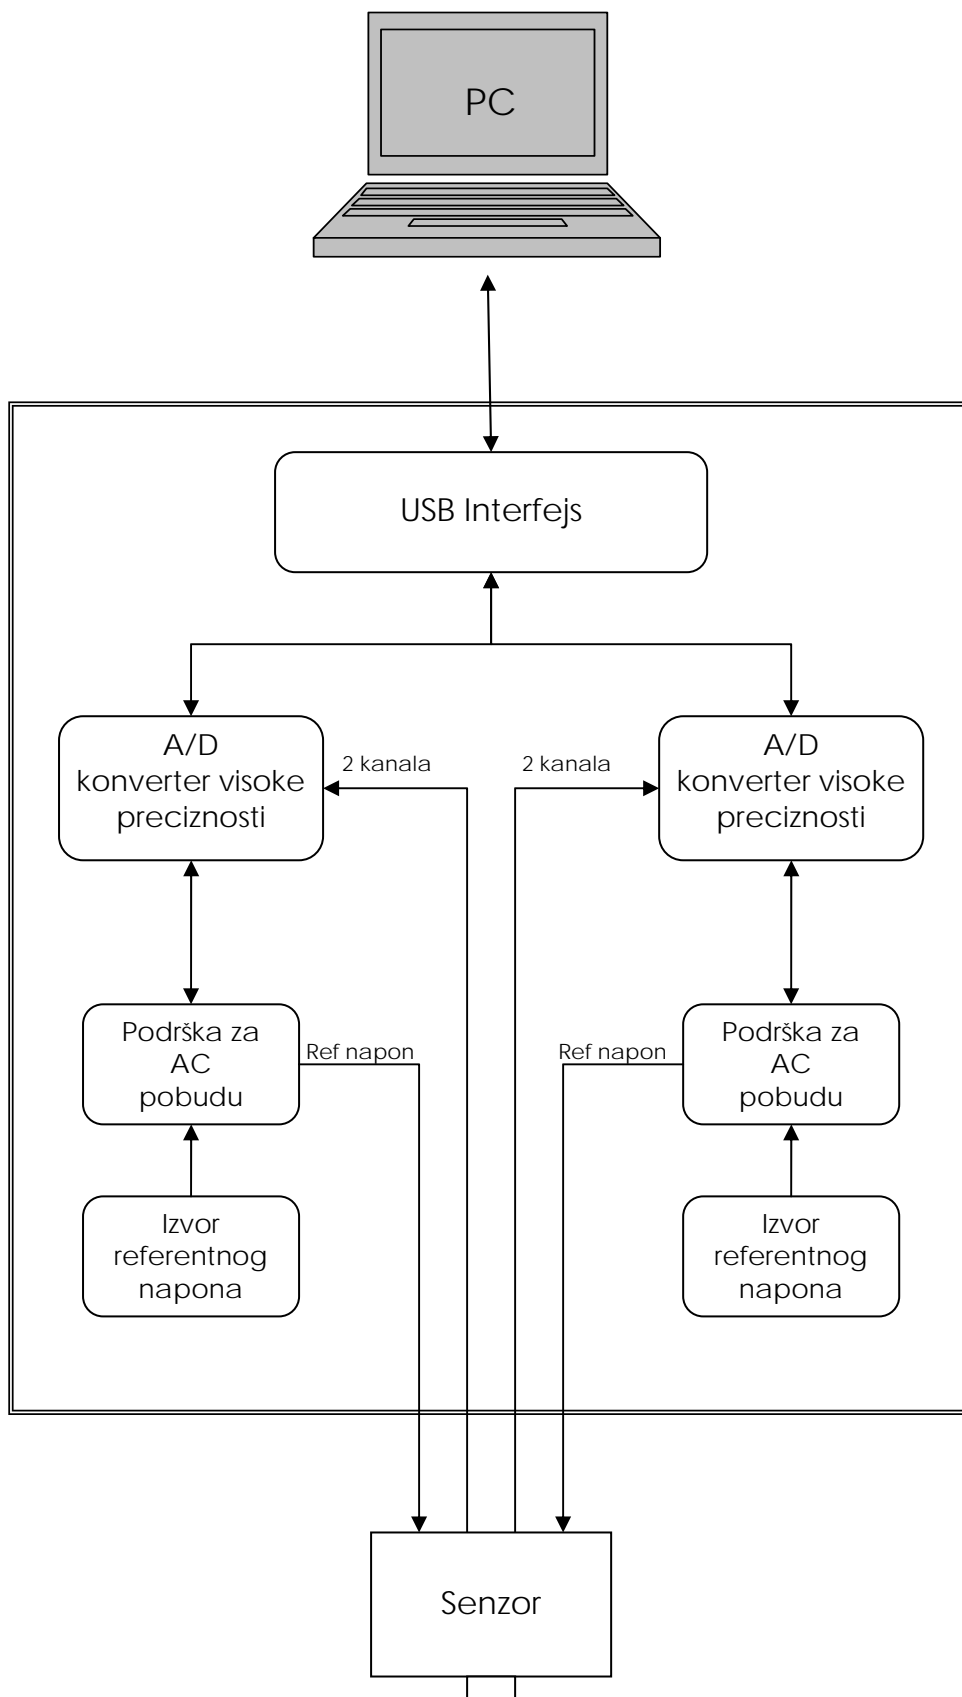 PC
USB Interfejs
A/D
konverter visoke
preciznosti
2 kanala
2 kanala
A/D
konverter visoke
preciznosti
Podrška za
AC
pobudu
Ref napon
Ref napon
Podrška za
AC
pobudu
Izvor
referentnog
napona
Izvor
referentnog
napona
Senzor